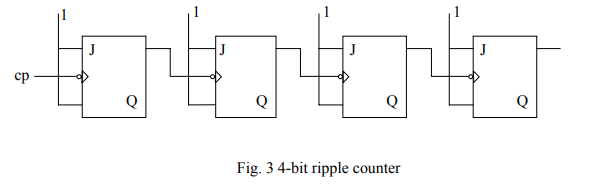 1 1 1 1
J J J J
cp
Q Q Q Q
Fig. 3 4-bit ripple counter